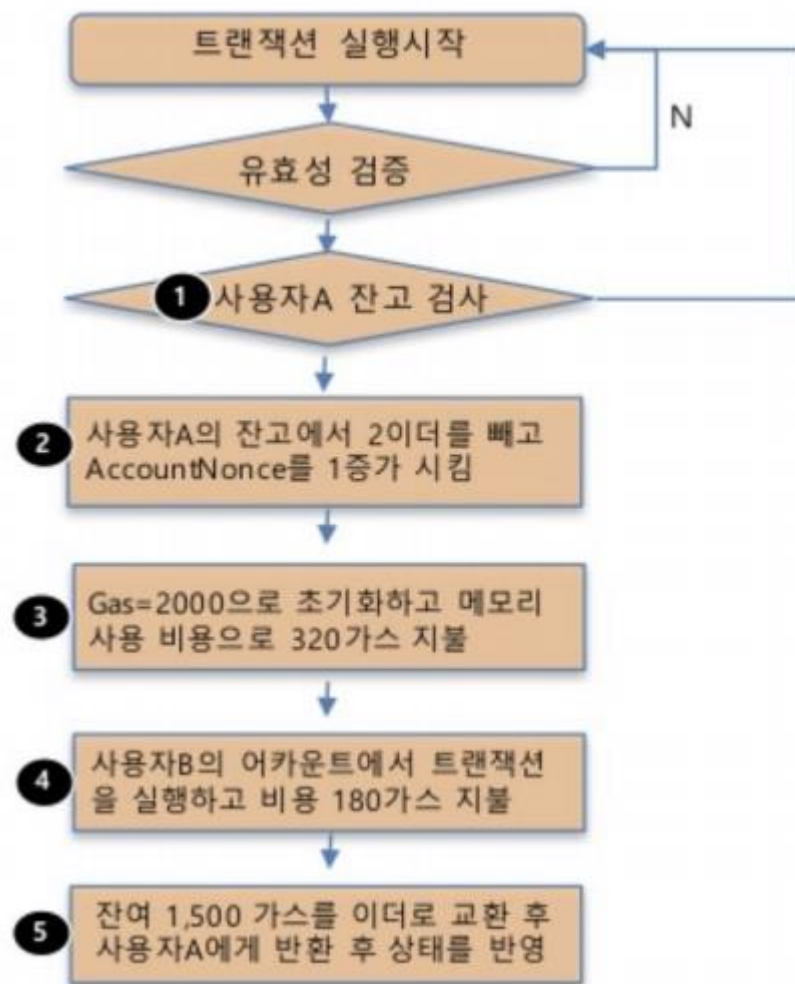 트랜잭션 실행시작
N
유효성 검증
1 사용자A 잔고 검사
2 사용자A의 잔고에서 2이더를 빼고
AccountNonce를 1증가 시킴
3 Gas=2000으로 초기화하고 메모리
사용 비용으로 320가스 지불
4 사용자B의 어카운트에서 트랜잭션
을 실행하고 비용 180가스 지불
5 잔여 1,500 가스를 이더로 교환 후
사용자A에게 반환 후 상태를 반영